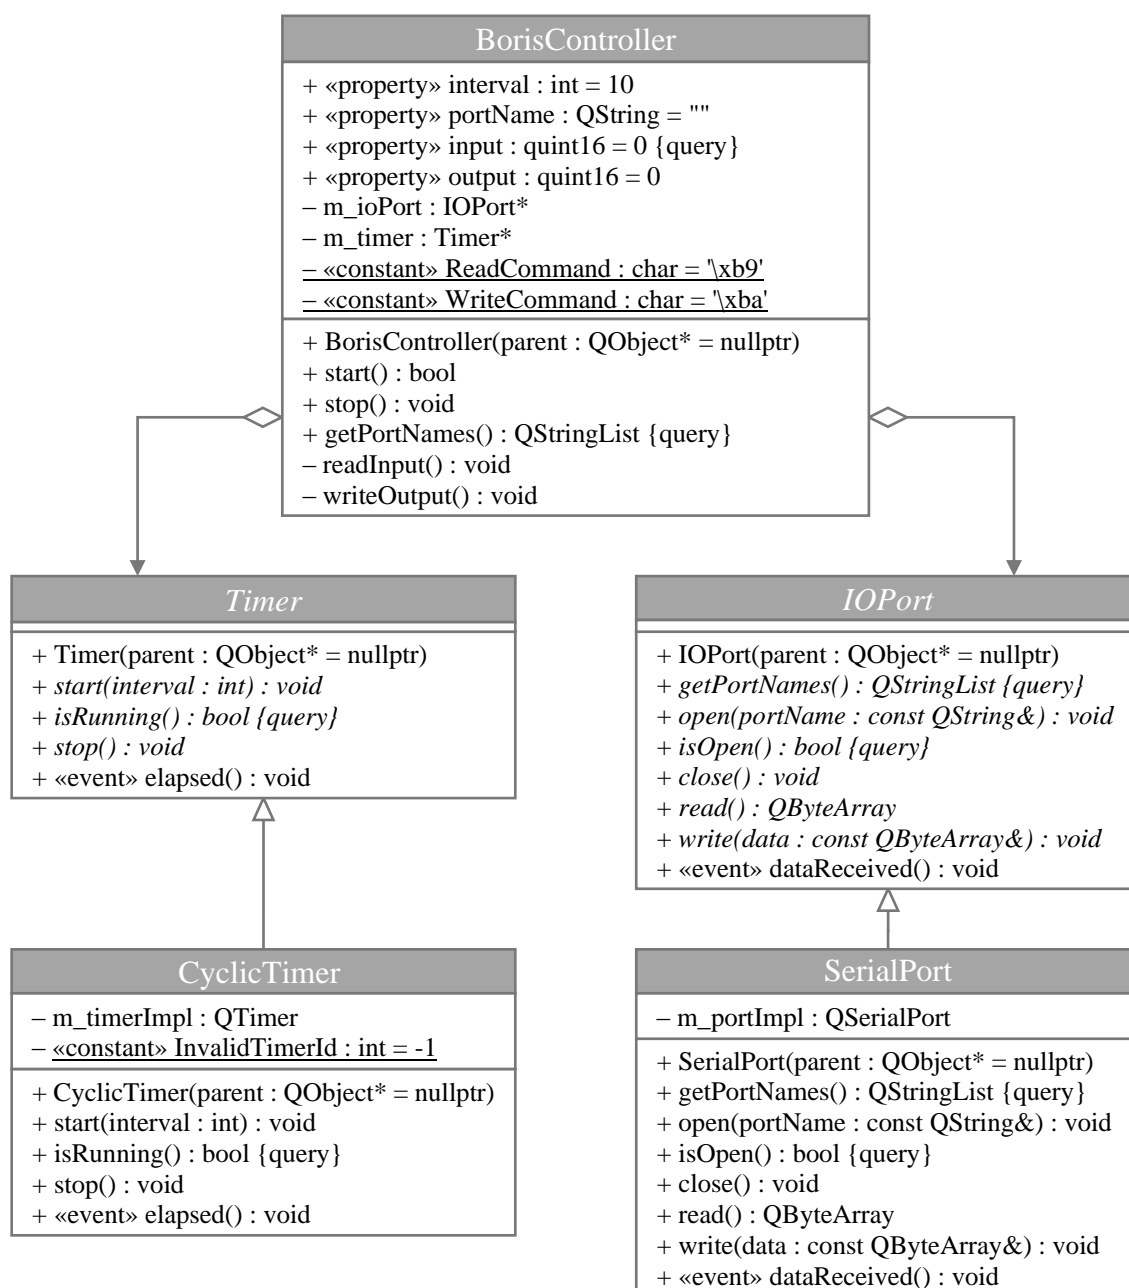 BorisController
+ «property» interval : int = 10
+ «property» portName : QString = ""
+ «property» input : quint16 = 0 {query}
+ «property» output : quint16 = 0
– m_ioPort : IOPort*
– m_timer : Timer*
– «constant» ReadCommand : char = '\xb9'
– «constant» WriteCommand : char = '\xba'
+ BorisController(parent : QObject* = nullptr)
+ start() : bool
+ stop() : void
+ getPortNames() : QStringList {query}
– readInput() : void
– writeOutput() : void
Timer
+ Timer(parent : QObject* = nullptr)
+ start(interval : int) : void
+ isRunning() : bool {query}
+ stop() : void
+ «event» elapsed() : void
IOPort
+ IOPort(parent : QObject* = nullptr)
+ getPortNames() : QStringList {query}
+ open(portName : const QString&) : void
+ isOpen() : bool {query}
+ close() : void
+ read() : QByteArray
+ write(data : const QByteArray&) : void
+ «event» dataReceived() : void
CyclicTimer
– m_timerImpl : QTimer
– «constant» InvalidTimerId : int = -1
+ CyclicTimer(parent : QObject* = nullptr)
+ start(interval : int) : void
+ isRunning() : bool {query}
+ stop() : void
+ «event» elapsed() : void
SerialPort
– m_portImpl : QSerialPort
+ SerialPort(parent : QObject* = nullptr)
+ getPortNames() : QStringList {query}
+ open(portName : const QString&) : void
+ isOpen() : bool {query}
+ close() : void
+ read() : QByteArray
+ write(data : const QByteArray&) : void
+ «event» dataReceived() : void